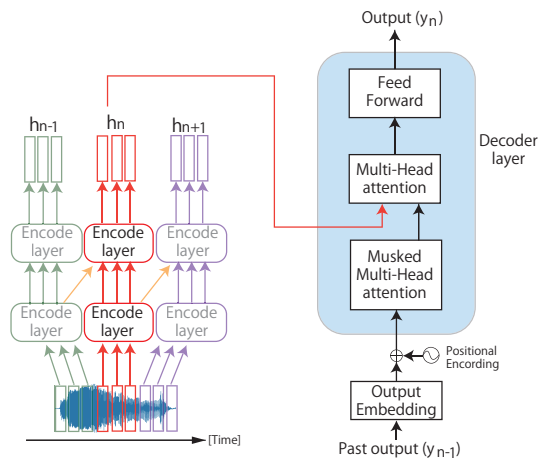 Output (yn)
Feed
Forward
Decoder
layer
Multi-Head
attention
Musked
Multi-Head
attention
Positional
Encording
Output
Embedding
Past output (yn-1)
hn-1
hn
hn+1
Encode
layer
Encode
layer
Encode
layer
Encode
layer
Encode
layer
Encode
layer
[Time]